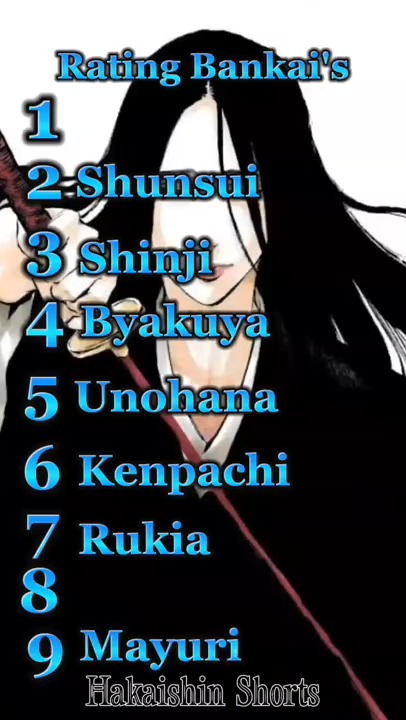 Rating Bankai's
1
2 Shunsui
3 Shinji
4 Byakuya
5 Unohana
6 Kenpachi
7 Rukia
8
9 Mayuri
Hakaishin Shorts